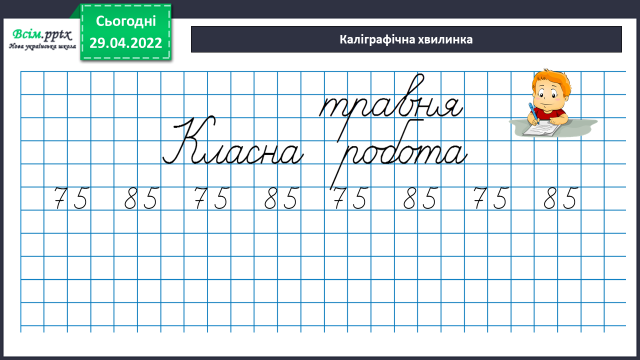 Всім.pptx
Нова українська школа
Сьогодні
29.04.2022
Каліграфічна хвилинка
травня
Класна робота
75 85 75 85 75 85 75 85